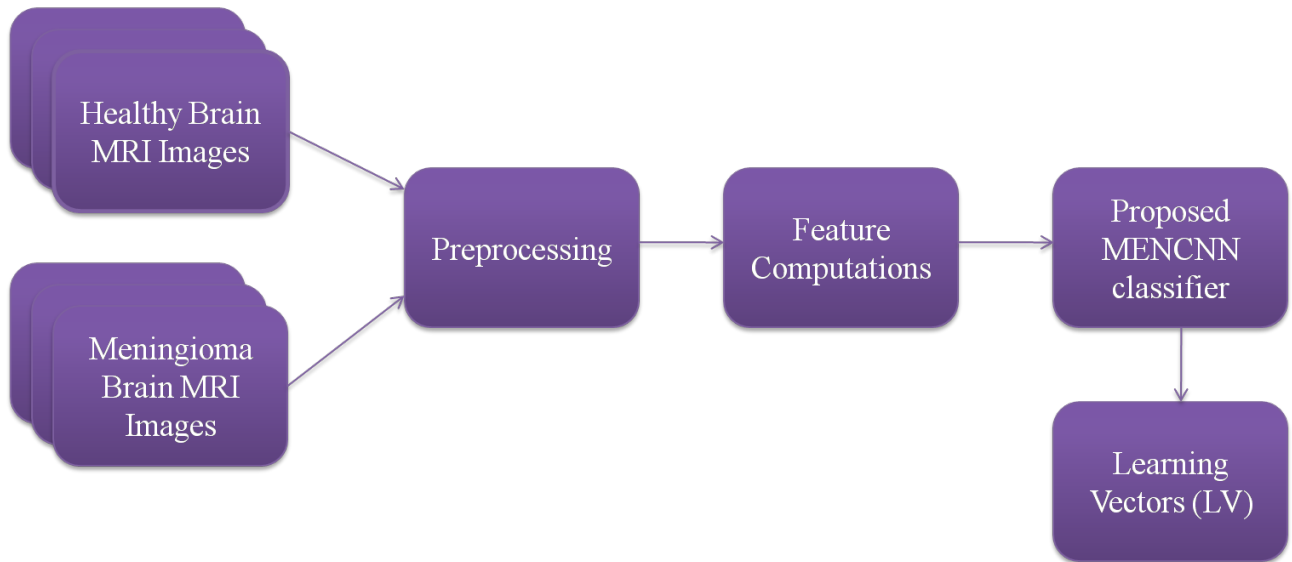 Healthy Brain
MRI Images
Preprocessing
Feature
Computations
Proposed
MENCNN
classifier
Meningioma
Brain MRI
Images
Learning
Vectors (LV)